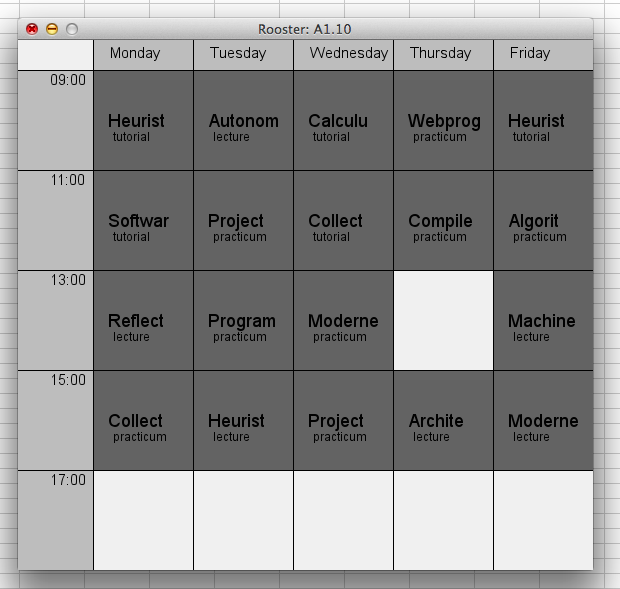 Rooster: A1.10
Monday Tuesday Wednesday Thursday Friday
09:00
Heurist Autonom Calculu Webprog Heurist
tutorial lecture tutorial practicum tutorial
11:00
Softwar Project Collect Compile Algorit
tutorial practicum tutorial practicum practicum
13:00
Reflect Program Moderne Machine
lecture practicum practicum lecture
15:00
Collect Heurist Project Archite Moderne
practicum lecture practicum lecture lecture
17:00